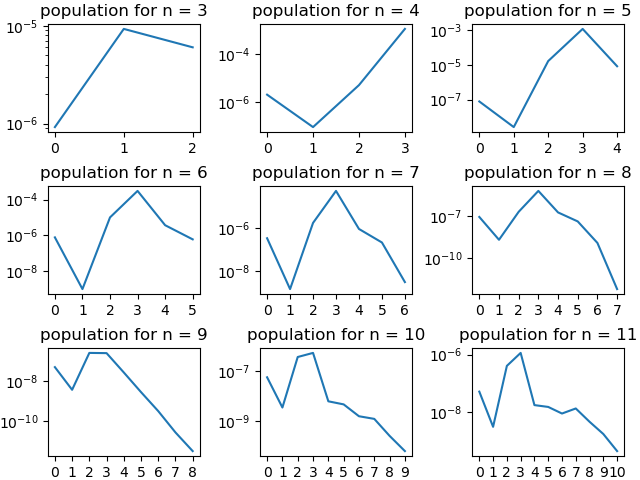 population for n = 3
10⁻⁵
10⁻⁶
0 1 2
population for n = 4
10⁻⁴
10⁻⁶
0 1 2 3
population for n = 5
10⁻³
10⁻⁵
10⁻⁷
0 1 2 3 4
population for n = 6
10⁻⁴
10⁻⁶
10⁻⁸
0 1 2 3 4 5
population for n = 7
10⁻⁶
10⁻⁸
0 1 2 3 4 5 6
population for n = 8
10⁻⁷
10⁻¹⁰
0 1 2 3 4 5 6 7
population for n = 9
10⁻⁸
10⁻¹⁰
0 1 2 3 4 5 6 7 8
population for n = 10
10⁻⁷
10⁻⁹
0 1 2 3 4 5 6 7 8 9
population for n = 11
10⁻⁶
10⁻⁸
0 1 2 3 4 5 6 7 8 9 10